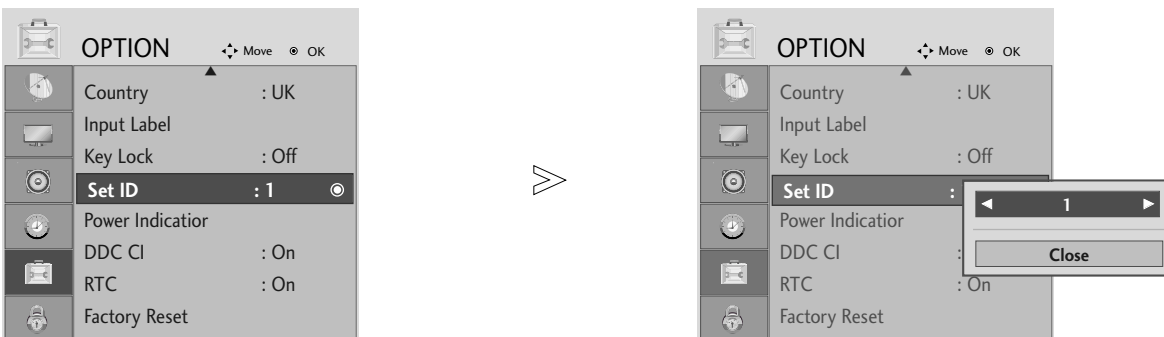 OPTION Move OK
Country : UK
Input Label
Key Lock : Off
Set ID : 1
Power Indicatior
DDC CI : On
RTC : On
Factory Reset
OPTION Move OK
Country : UK
Input Label
Key Lock : Off
Set ID :
1
Power Indicatior
DDC CI :
Close
RTC : On
Factory Reset